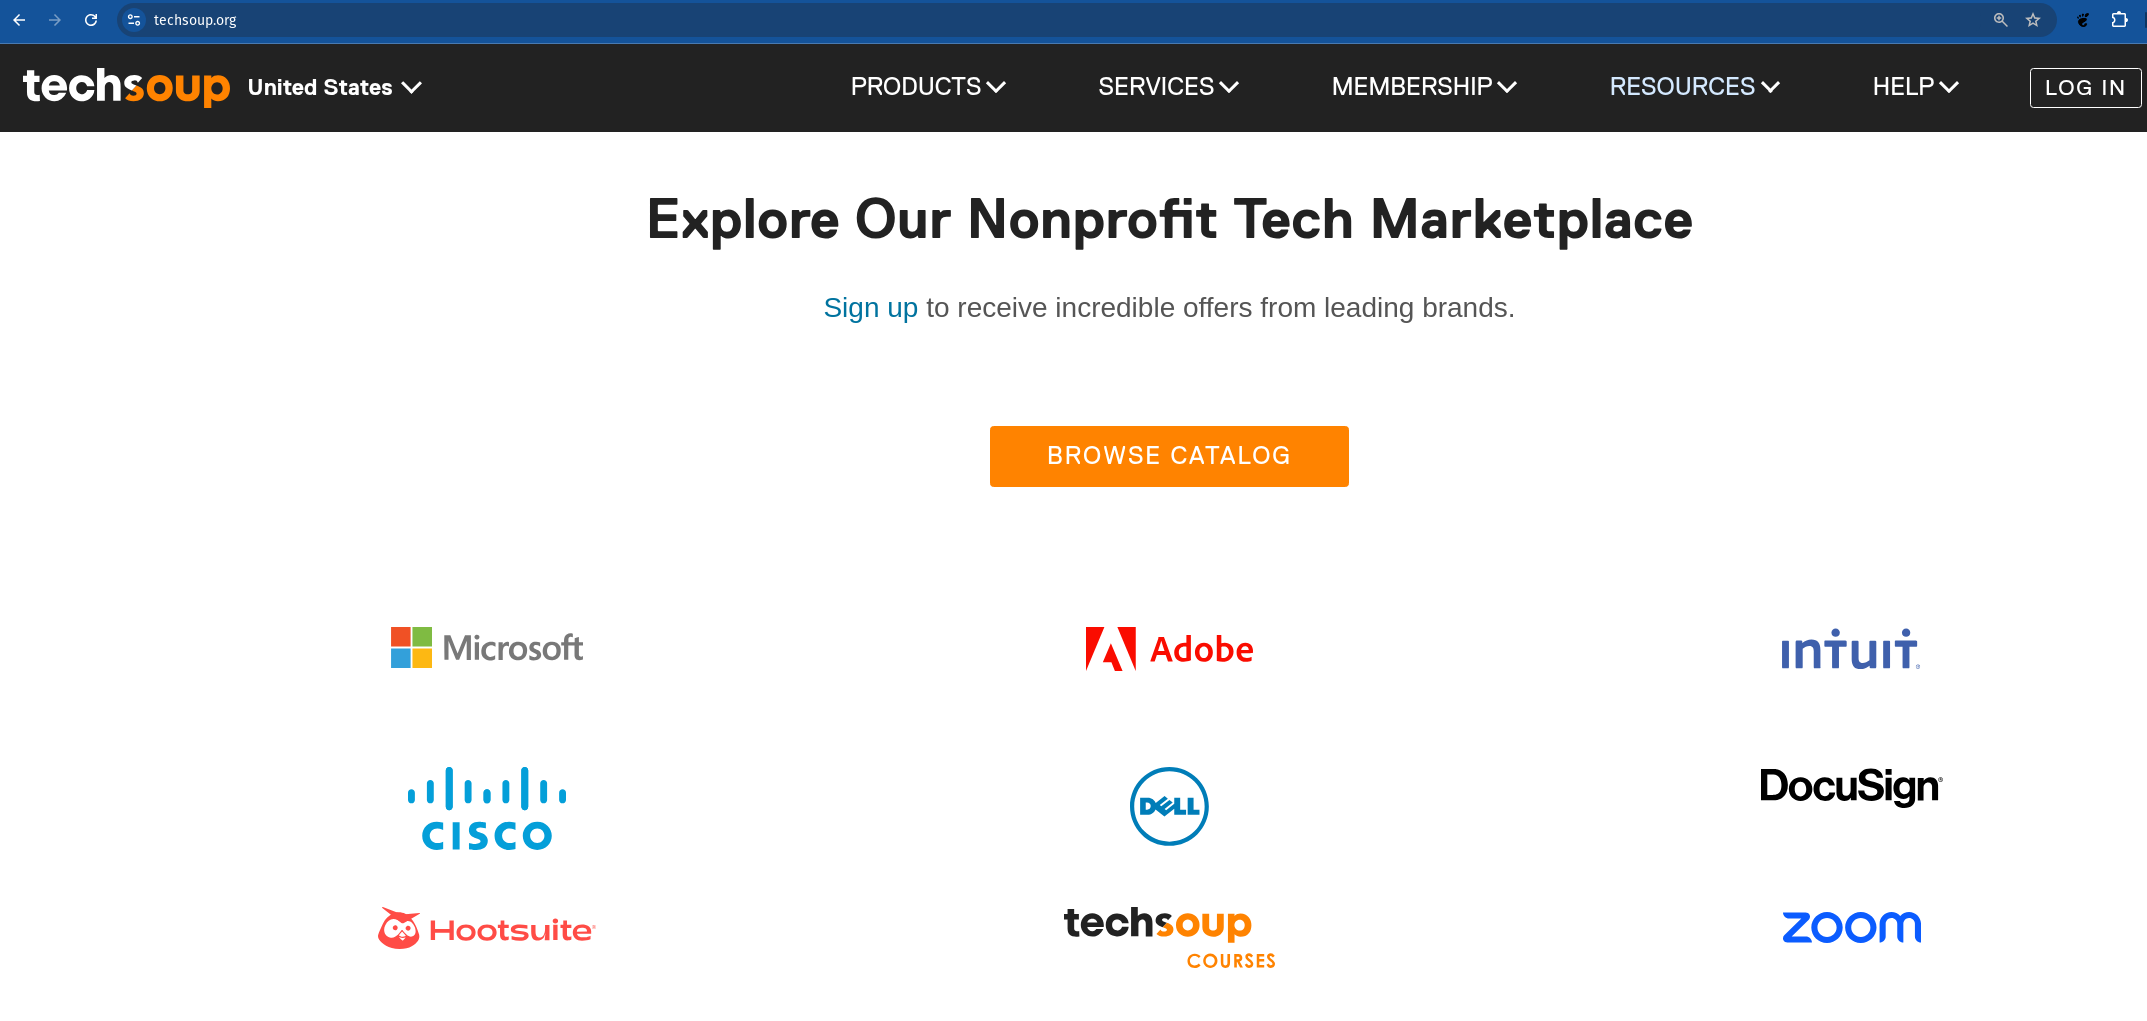 techsoup.org
techsoup United States PRODUCTS SERVICES MEMBERSHIP RESOURCES HELP LOG IN
Explore Our Nonprofit Tech Marketplace
Sign up to receive incredible offers from leading brands.
BROWSE CATALOG
Microsoft Adobe intuit®
CISCO DELL DocuSign®
Hootsuite® techsoup COURSES zoom